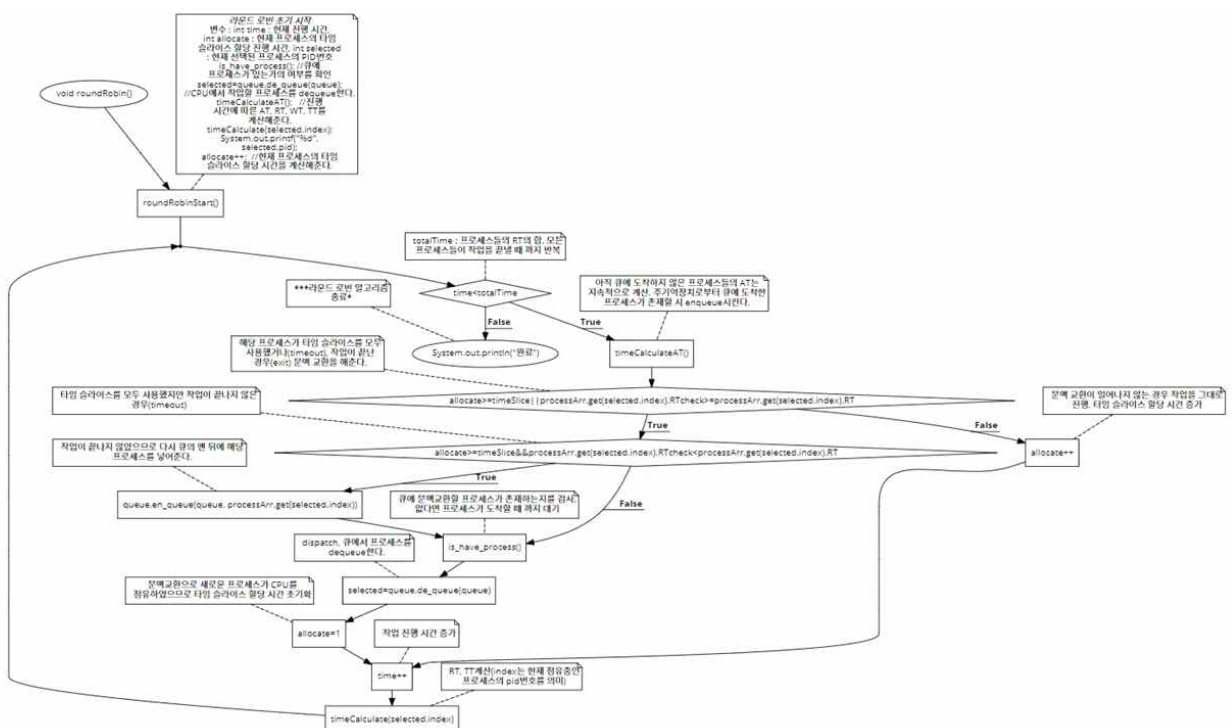 라운드 로빈 초기 시작
변수 : int time : 현재 진행 시간,
int allocate : 현재 프로세스의 타임
슬라이스 할당 진행 시간, int selected
: 현재 선택된 프로세스의 PID번호
is_have_process(); //큐에
프로세스가 있는가의 여부를 확인
selected=queue.de_queue(queue);
//CPU에서 작업할 프로세스를 dequeue한다.
timeCalculateAT(); //진행
시간에 따른 AT, RT, WT, TT를
계산해준다.
timeCalculate(selected.index);
System.out.printf("%d",
selected.pid);
allocate++; //현재 프로세스의 타임
슬라이스 할당 시간을 계산해준다.
void roundRobin()
roundRobinStart()
totalTime : 프로세스들의 RT의 합, 모든
프로세스들이 작업을 끝낼 때 까지 반복
time<totalTime
***라운드 로빈 알고리즘
종료*
False
True
System.out.println("완료")
아직 큐에 도착하지 않은 프로세스들의 AT는
지속적으로 계산, 주기억장치로부터 큐에 도착한
프로세스가 존재할 시 enqueue시킨다.
timeCalculateAT()
해당 프로세스가 타임 슬라이스를 모두
사용했거나(timeout), 작업이 끝난
경우(exit) 문맥 교환을 해준다.
allocate>=timeSlice||processArr.get(selected.index).RTcheck>=processArr.get(selected.index).RT
True
False
타임 슬라이스를 모두 사용했지만 작업이 끝나지 않은
경우(timeout)
문맥 교환이 일어나지 않는 경우 작업을 그대로
진행, 타임 슬라이스 할당 시간 증가
allocate++
allocate>=timeSlice&&processArr.get(selected.index).RTcheck<processArr.get(selected.index).RT
True
False
작업이 끝나지 않았으므로 다시 큐의 맨 뒤에 해당
프로세스를 넣어준다.
queue.en_queue(queue, processArr.get(selected.index))
큐에 문맥교환할 프로세스가 존재하는지를 검사,
없다면 프로세스가 도착할 때 까지 대기
is_have_process()
dispatch, 큐에서 프로세스를
dequeue한다.
selected=queue.de_queue(queue)
문맥교환으로 새로운 프로세스가 CPU를
점유하였으므로 타임 슬라이스 할당 시간 초기화
allocate=1
작업 진행 시간 증가
time++
RT, TT계산(index는 현재 점유중인
프로세스의 pid번호를 의미)
timeCalculate(selected.index)